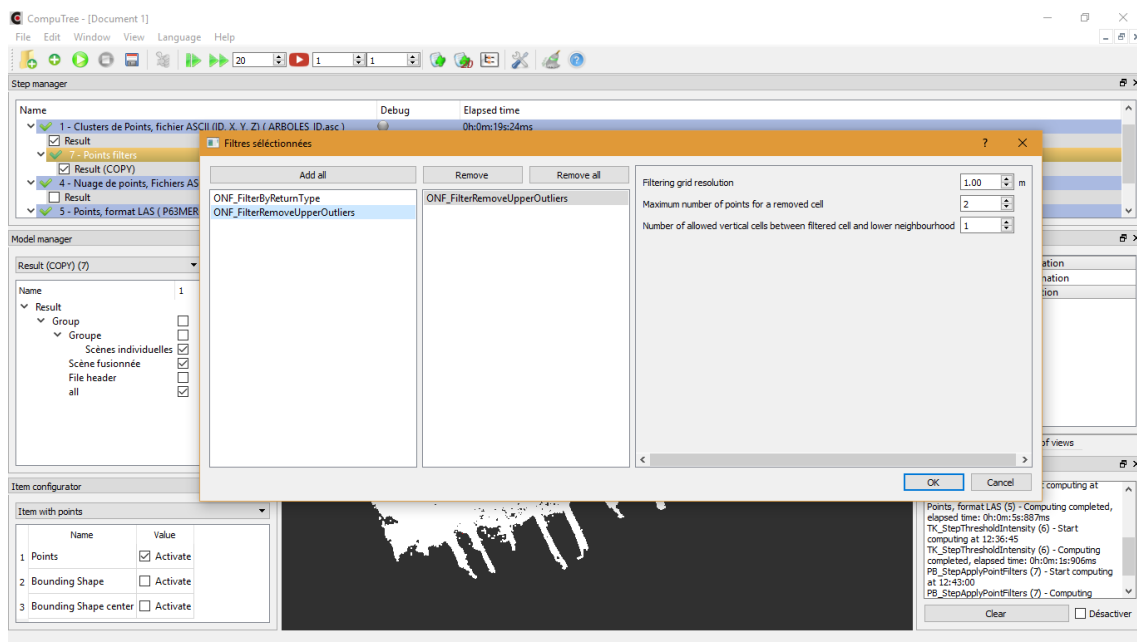 CompuTree - [Document 1]
File Edit Window View Language Help
20 1 1
Step manager
Name Debug Elapsed time
1 - Clusters de Points, fichier ASCII (ID, X, Y, Z) ( ARBOLES_ID.asc ) 0h:0m:19s:24ms
Result
7 - Points filters
Result (COPY)
4 - Nuage de points, Fichiers AS
Result
5 - Points, format LAS ( P63MER
Filtres séléctionnées
Add all Remove Remove all
ONF_FilterByReturnType
ONF_FilterRemoveUpperOutliers
ONF_FilterRemoveUpperOutliers
Filtering grid resolution 1.00 m
Maximum number of points for a removed cell 2
Number of allowed vertical cells between filtered cell and lower neighbourhood 1
OK Cancel
Model manager
Result (COPY) (7)
Name 1
Result
Group
Groupe
Scènes individuelles
Scène fusionnée
File header
all
ation
nation
tion
of views
Item configurator
Item with points
Name Value
1 Points Activate
2 Bounding Shape Activate
3 Bounding Shape center Activate
computing at
Points, format LAS (5) - Computing completed,
elapsed time: 0h:0m:5s:887ms
TK_StepThresholdIntensity (6) - Start
computing at 12:36:45
TK_StepThresholdIntensity (6) - Computing
completed, elapsed time: 0h:0m:1s:906ms
PB_StepApplyPointFilters (7) - Start computing
at 12:43:00
PB_StepApplyPointFilters (7) - Computing
Clear Désactiver